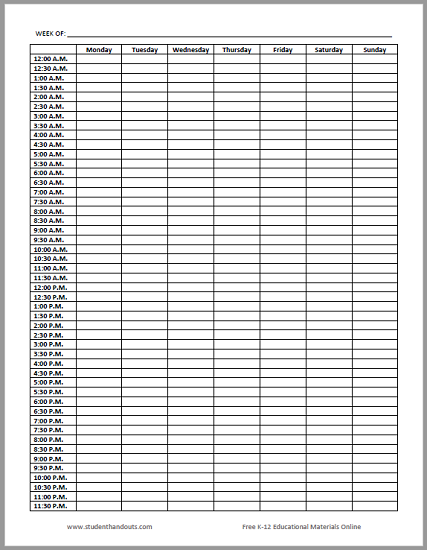 WEEK OF:
Monday Tuesday Wednesday Thursday Friday Saturday Sunday
12:00 A.M.
12:30 A.M.
1:00 A.M.
1:30 A.M.
2:00 A.M.
2:30 A.M.
3:00 A.M.
3:30 A.M.
4:00 A.M.
4:30 A.M.
5:00 A.M.
5:30 A.M.
6:00 A.M.
6:30 A.M.
7:00 A.M.
7:30 A.M.
8:00 A.M.
8:30 A.M.
9:00 A.M.
9:30 A.M.
10:00 A.M.
10:30 A.M.
11:00 A.M.
11:30 A.M.
12:00 P.M.
12:30 P.M.
1:00 P.M.
1:30 P.M.
2:00 P.M.
2:30 P.M.
3:00 P.M.
3:30 P.M.
4:00 P.M.
4:30 P.M.
5:00 P.M.
5:30 P.M.
6:00 P.M.
6:30 P.M.
7:00 P.M.
7:30 P.M.
8:00 P.M.
8:30 P.M.
9:00 P.M.
9:30 P.M.
10:00 P.M.
10:30 P.M.
11:00 P.M.
11:30 P.M.
www.studenthandouts.com Free K-12 Educational Materials Online